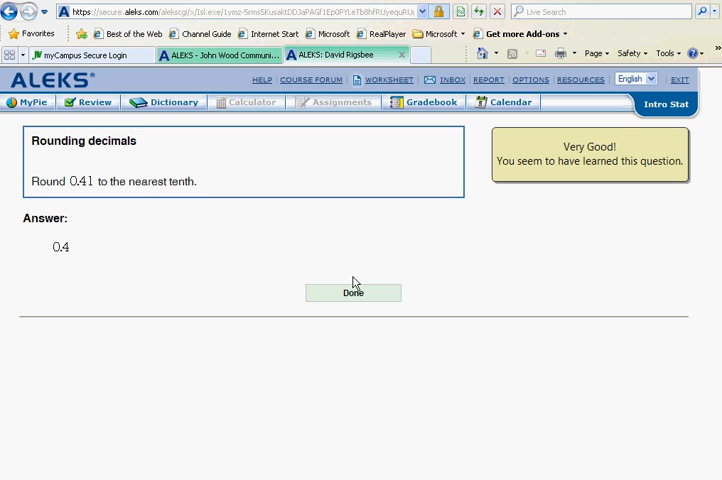 https://secure.aleks.com/alekscgi/x/Isl.exe/
Live Search
Favorites Best of the Web Channel Guide Internet Start Microsoft RealPlayer Microsoft Get more Add-ons
myCampus Secure Login ALEKS - John Wood Communi... ALEKS: David Rigsbee Page Safety Tools
ALEKS HELP COURSE FORUM WORKSHEET INBOX REPORT OPTIONS RESOURCES English EXIT
MyPie Review Dictionary Calculator Assignments Gradebook Calendar Intro Stat
Rounding decimals
Round 0.41 to the nearest tenth.
Very Good!
You seem to have learned this question.
Answer:
0.4
Done